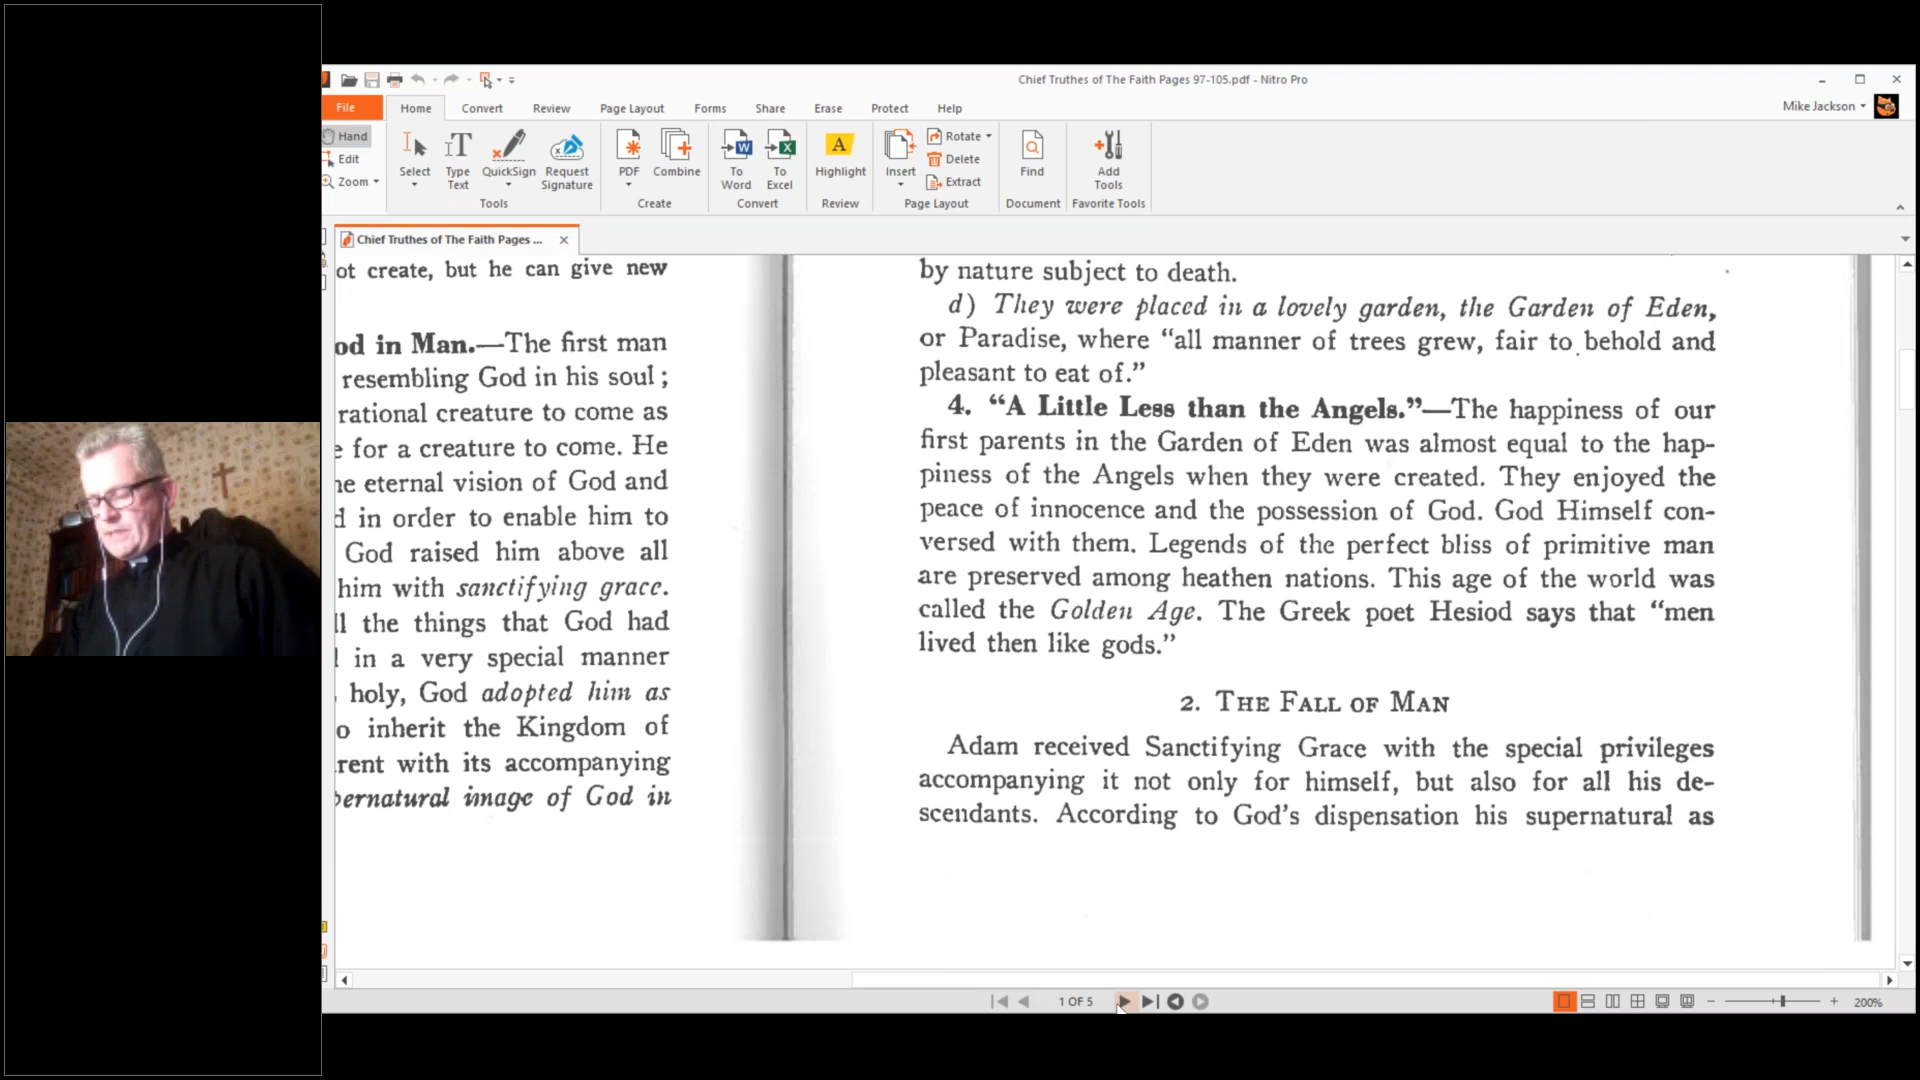 Chief Truthes of The Faith Pages 97-105.pdf - Nitro Pro
File
Home
Convert
Review
Page Layout
Forms
Share
Erase
Protect
Help
Mike Jackson
Hand
Edit
Zoom
Select
Type
Text
QuickSign
Request
Signature
Tools
PDF
Combine
Create
To
Word
To
Excel
Convert
Highlight
Review
Insert
Rotate
Delete
Extract
Page Layout
Find
Document
Add
Tools
Favorite Tools
Chief Truthes of The Faith Pages ...
ot create, but he can give new
od in Man.—The first man
resembling God in his soul;
rational creature to come as
e for a creature to come. He
he eternal vision of God and
d in order to enable him to
God raised him above all
him with sanctifying grace.
ll the things that God had
in a very special manner
holy, God adopted him as
o inherit the Kingdom of
rent with its accompanying
pernatural image of God in
by nature subject to death.
d) They were placed in a lovely garden, the Garden of Eden,
or Paradise, where “all manner of trees grew, fair to behold and
pleasant to eat of.”
4. “A Little Less than the Angels.”—The happiness of our
first parents in the Garden of Eden was almost equal to the hap-
piness of the Angels when they were created. They enjoyed the
peace of innocence and the possession of God. God Himself con-
versed with them. Legends of the perfect bliss of primitive man
are preserved among heathen nations. This age of the world was
called the Golden Age. The Greek poet Hesiod says that “men
lived then like gods.”
2. THE FALL OF MAN
Adam received Sanctifying Grace with the special privileges
accompanying it not only for himself, but also for all his de-
scendants. According to God’s dispensation his supernatural as
1 OF 5
200%